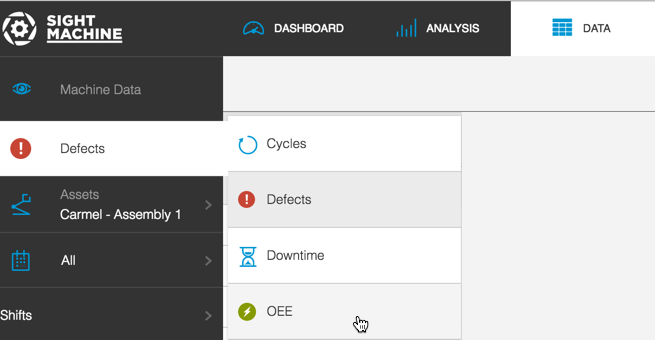 SIGHT
MACHINE
DASHBOARD
ANALYSIS
DATA
Machine Data
Defects
Assets
Carmel - Assembly 1
All
Shifts
Cycles
Defects
Downtime
OEE